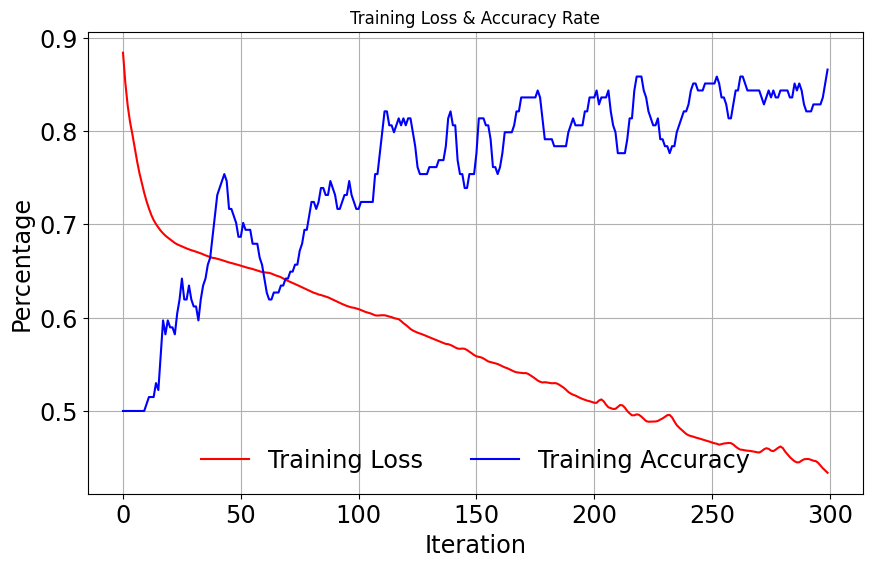 Training Loss & Accuracy Rate
0.9
0.8
0.7
0.6
0.5
Percentage
Training Loss
Training Accuracy
0
50
100
150
200
250
300
Iteration